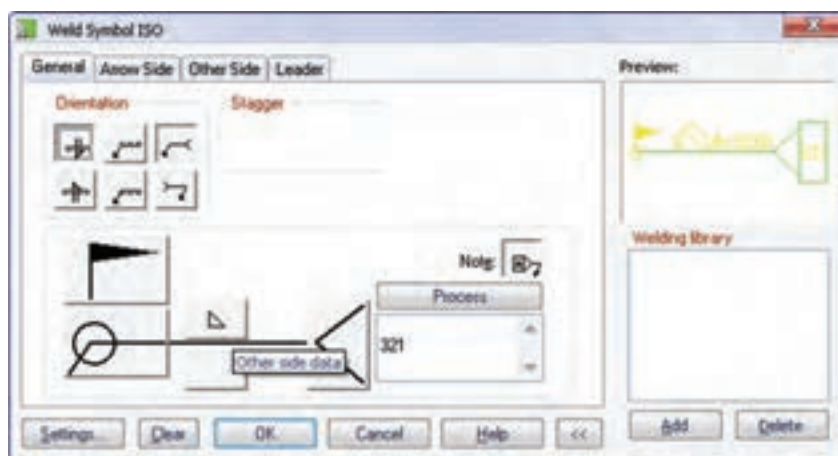 Weld Symbol ISO
General Arrow Side Other Side Leader
Preview:
Orientation Stagger
Welding library
Note:
Process
321
Other side data
Settings... Clear OK Cancel Help << Add Delete